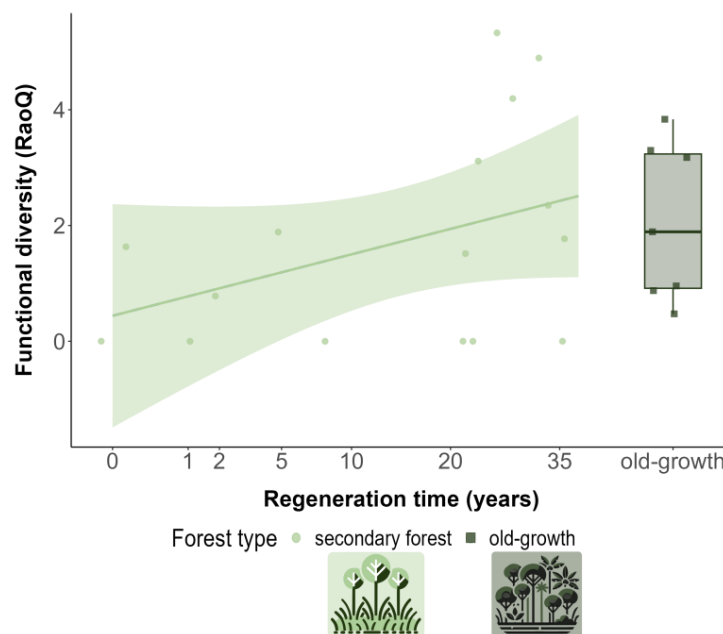 Functional diversity (RaoQ)
4
2
0
0 1 2 5 10 20 35 old-growth
Regeneration time (years)
Forest type secondary forest old-growth